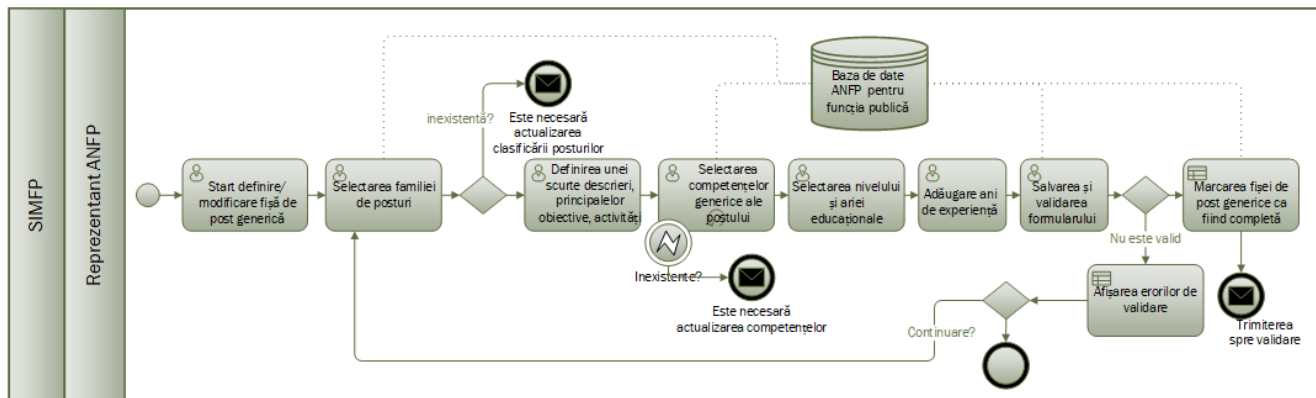 SIMFP
Reprezentant ANFP
Start definire/
modificare fișă de
post generică
Selectarea familiei
de posturi
inexistentă?
Este necesară
actualizarea
clasificării posturilor
Definirea unei
scurte descrieri,
principalelor
obiective, activități
Selectarea
competențelor
generice ale
postului
Inexistente?
Este necesară
actualizarea competențelor
Baza de date
ANFP pentru
funcția publică
Selectarea nivelului
și ariei
educaționale
Adăugare ani
de experiență
Salvarea și
validarea
formularului
Nu este valid
Marcarea fișei de
post generice ca
fiind completă
Afișarea erorilor de
validare
Continuare?
Trimiterea
spre validare